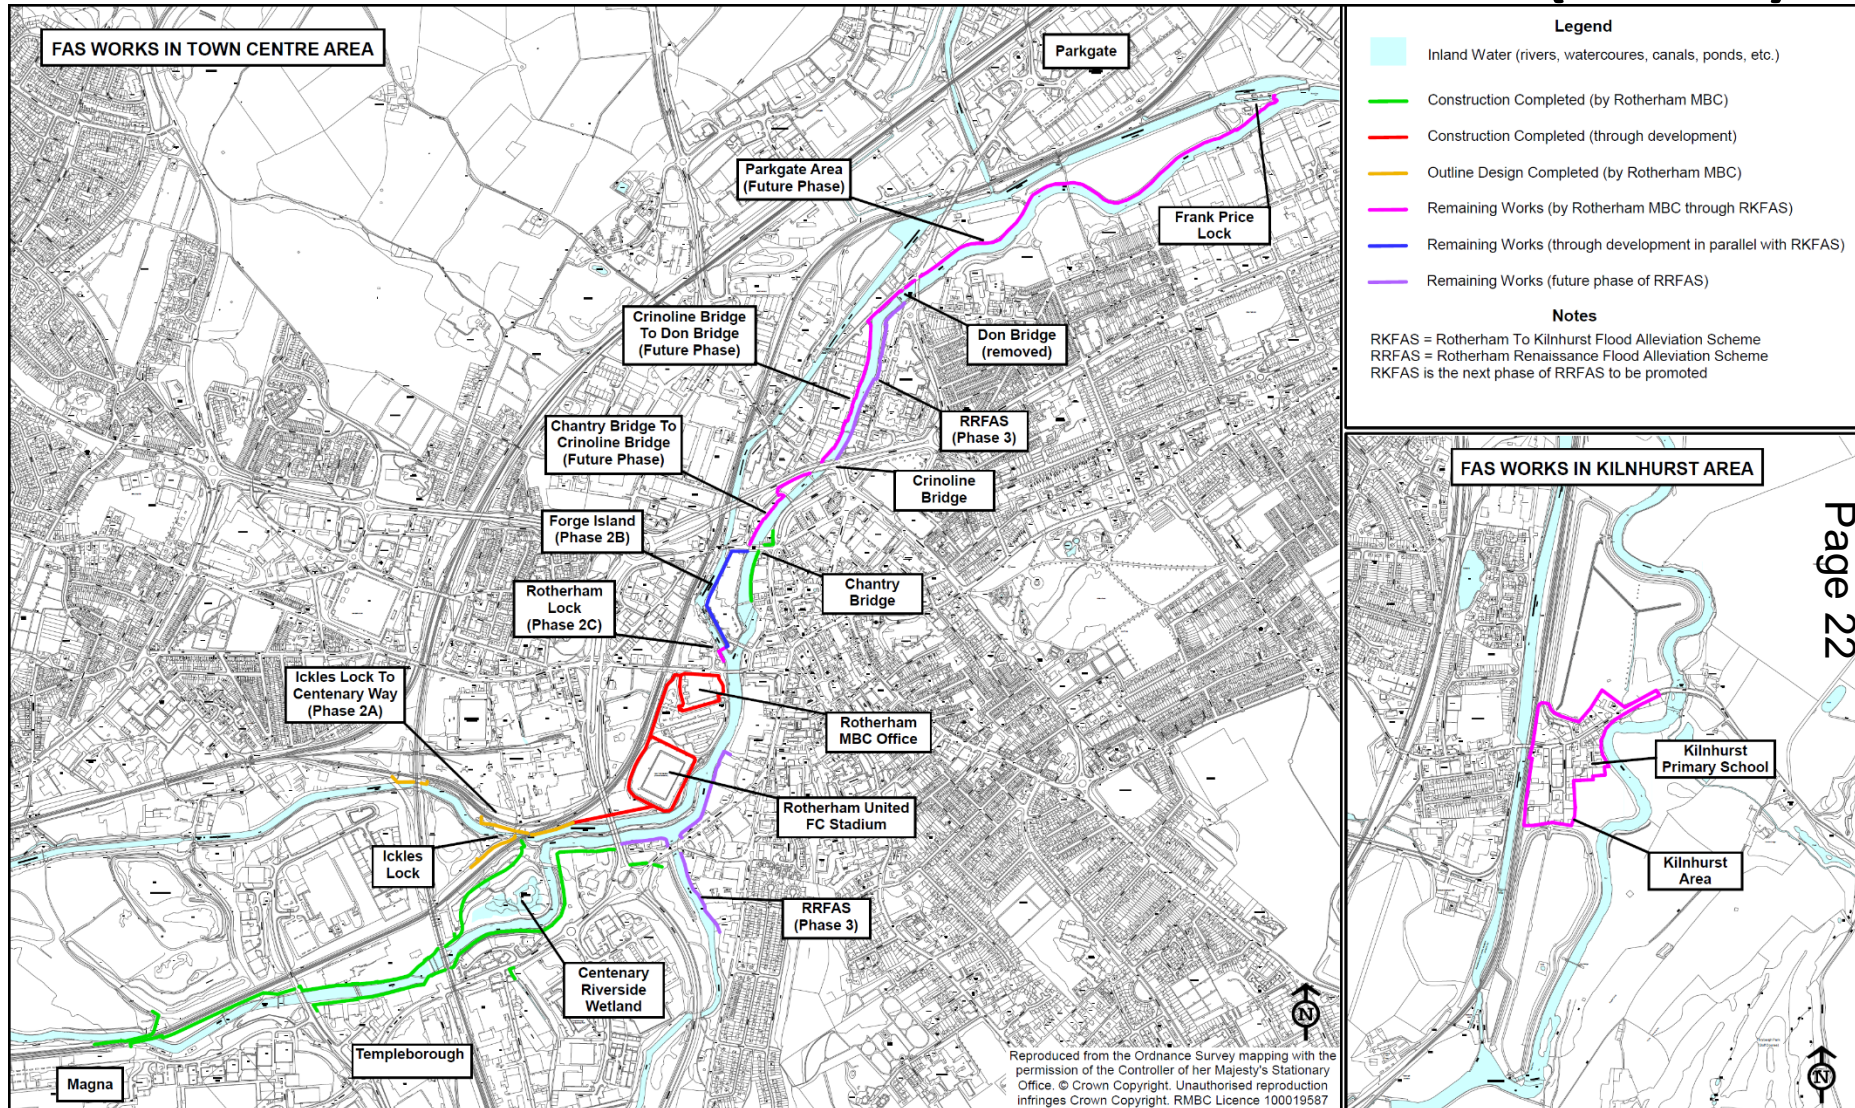 FAS WORKS IN TOWN CENTRE AREA
Parkgate
Parkgate Area
(Future Phase)
Frank Price
Lock
Crinoline Bridge
To Don Bridge
(Future Phase)
Don Bridge
(removed)
Chantry Bridge To
Crinoline Bridge
(Future Phase)
RRFAS
(Phase 3)
Crinoline
Bridge
Forge Island
(Phase 2B)
Chantry
Bridge
Rotherham
Lock
(Phase 2C)
Ickles Lock To
Centenary Way
(Phase 2A)
Rotherham
MBC Office
Rotherham United
FC Stadium
Ickles
Lock
RRFAS
(Phase 3)
Centenary
Riverside
Wetland
Templeborough
Magna
N
Reproduced from the Ordnance Survey mapping with the
permission of the Controller of her Majesty's Stationary
Office. © Crown Copyright. Unauthorised reproduction
infringes Crown Copyright. RMBC Licence 100019587
Legend
Inland Water (rivers, watercoures, canals, ponds, etc.)
Construction Completed (by Rotherham MBC)
Construction Completed (through development)
Outline Design Completed (by Rotherham MBC)
Remaining Works (by Rotherham MBC through RKFAS)
Remaining Works (through development in parallel with RKFAS)
Remaining Works (future phase of RRFAS)
Notes
RKFAS = Rotherham To Kilnhurst Flood Alleviation Scheme
RRFAS = Rotherham Renaissance Flood Alleviation Scheme
RKFAS is the next phase of RRFAS to be promoted
FAS WORKS IN KILNHURST AREA
Kilnhurst
Primary School
Kilnhurst
Area
N
Page 22